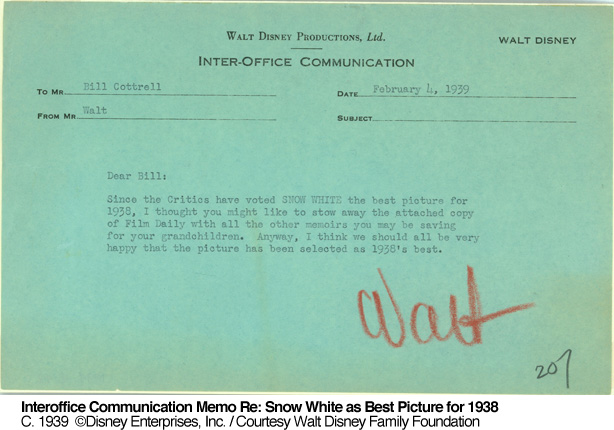 WALT DISNEY PRODUCTIONS, Ltd.
WALT DISNEY
INTER-OFFICE COMMUNICATION
TO MR. Bill Cottrell
DATE February 4, 1939
FROM MR Walt
SUBJECT
Dear Bill:
Since the Critics have voted SNOW WHITE the best picture for
1938, I thought you might like to stow away the attached copy
of Film Daily with all the other memoirs you may be saving
for your grandchildren. Anyway, I think we should all be very
happy that the picture has been selected as 1938's best.
Walt
207
Interoffice Communication Memo Re: Snow White as Best Picture for 1938
C. 1939 ©Disney Enterprises, Inc. / Courtesy Walt Disney Family Foundation